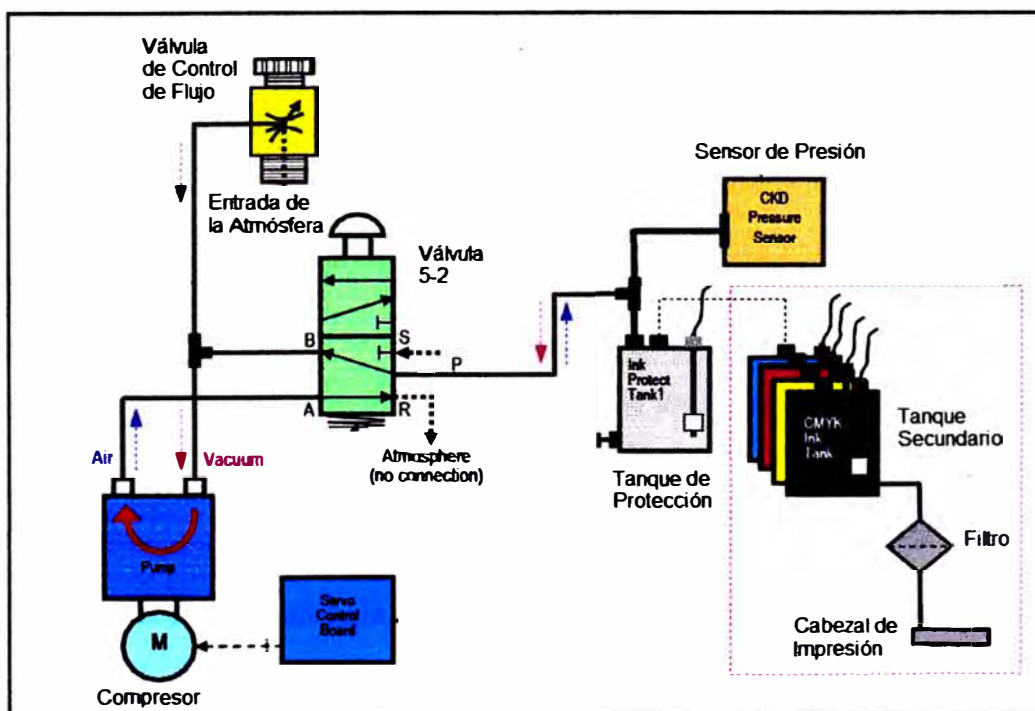 Válvula
de Control
de Flujo
Entrada de
la Atmósfera
Válvula
5-2
B
S
A
R
P
Atmosphere
(no connection)
Air
Vacuum
Pump
M
Compresor
Servo
Control
Board
Sensor de Presión
CKD
Pressure
Sensor
Ink
Protect
Tank1
Tanque de
Protección
CMYK
Ink
Tank
Tanque
Secundario
Filtro
Cabezal de
Impresión